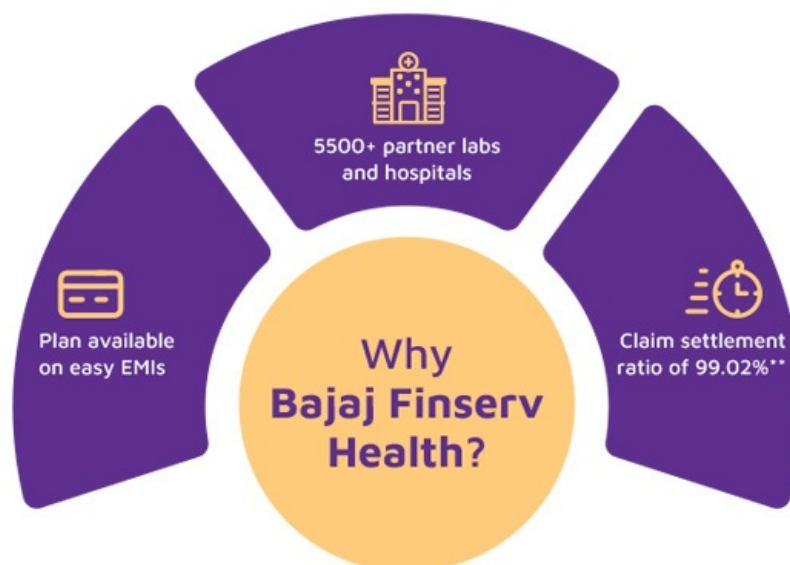 5500+ partner labs
and hospitals
Plan available
on easy EMIs
Claim settlement
ratio of 99.02%**
Why
Bajaj Finserv
Health?